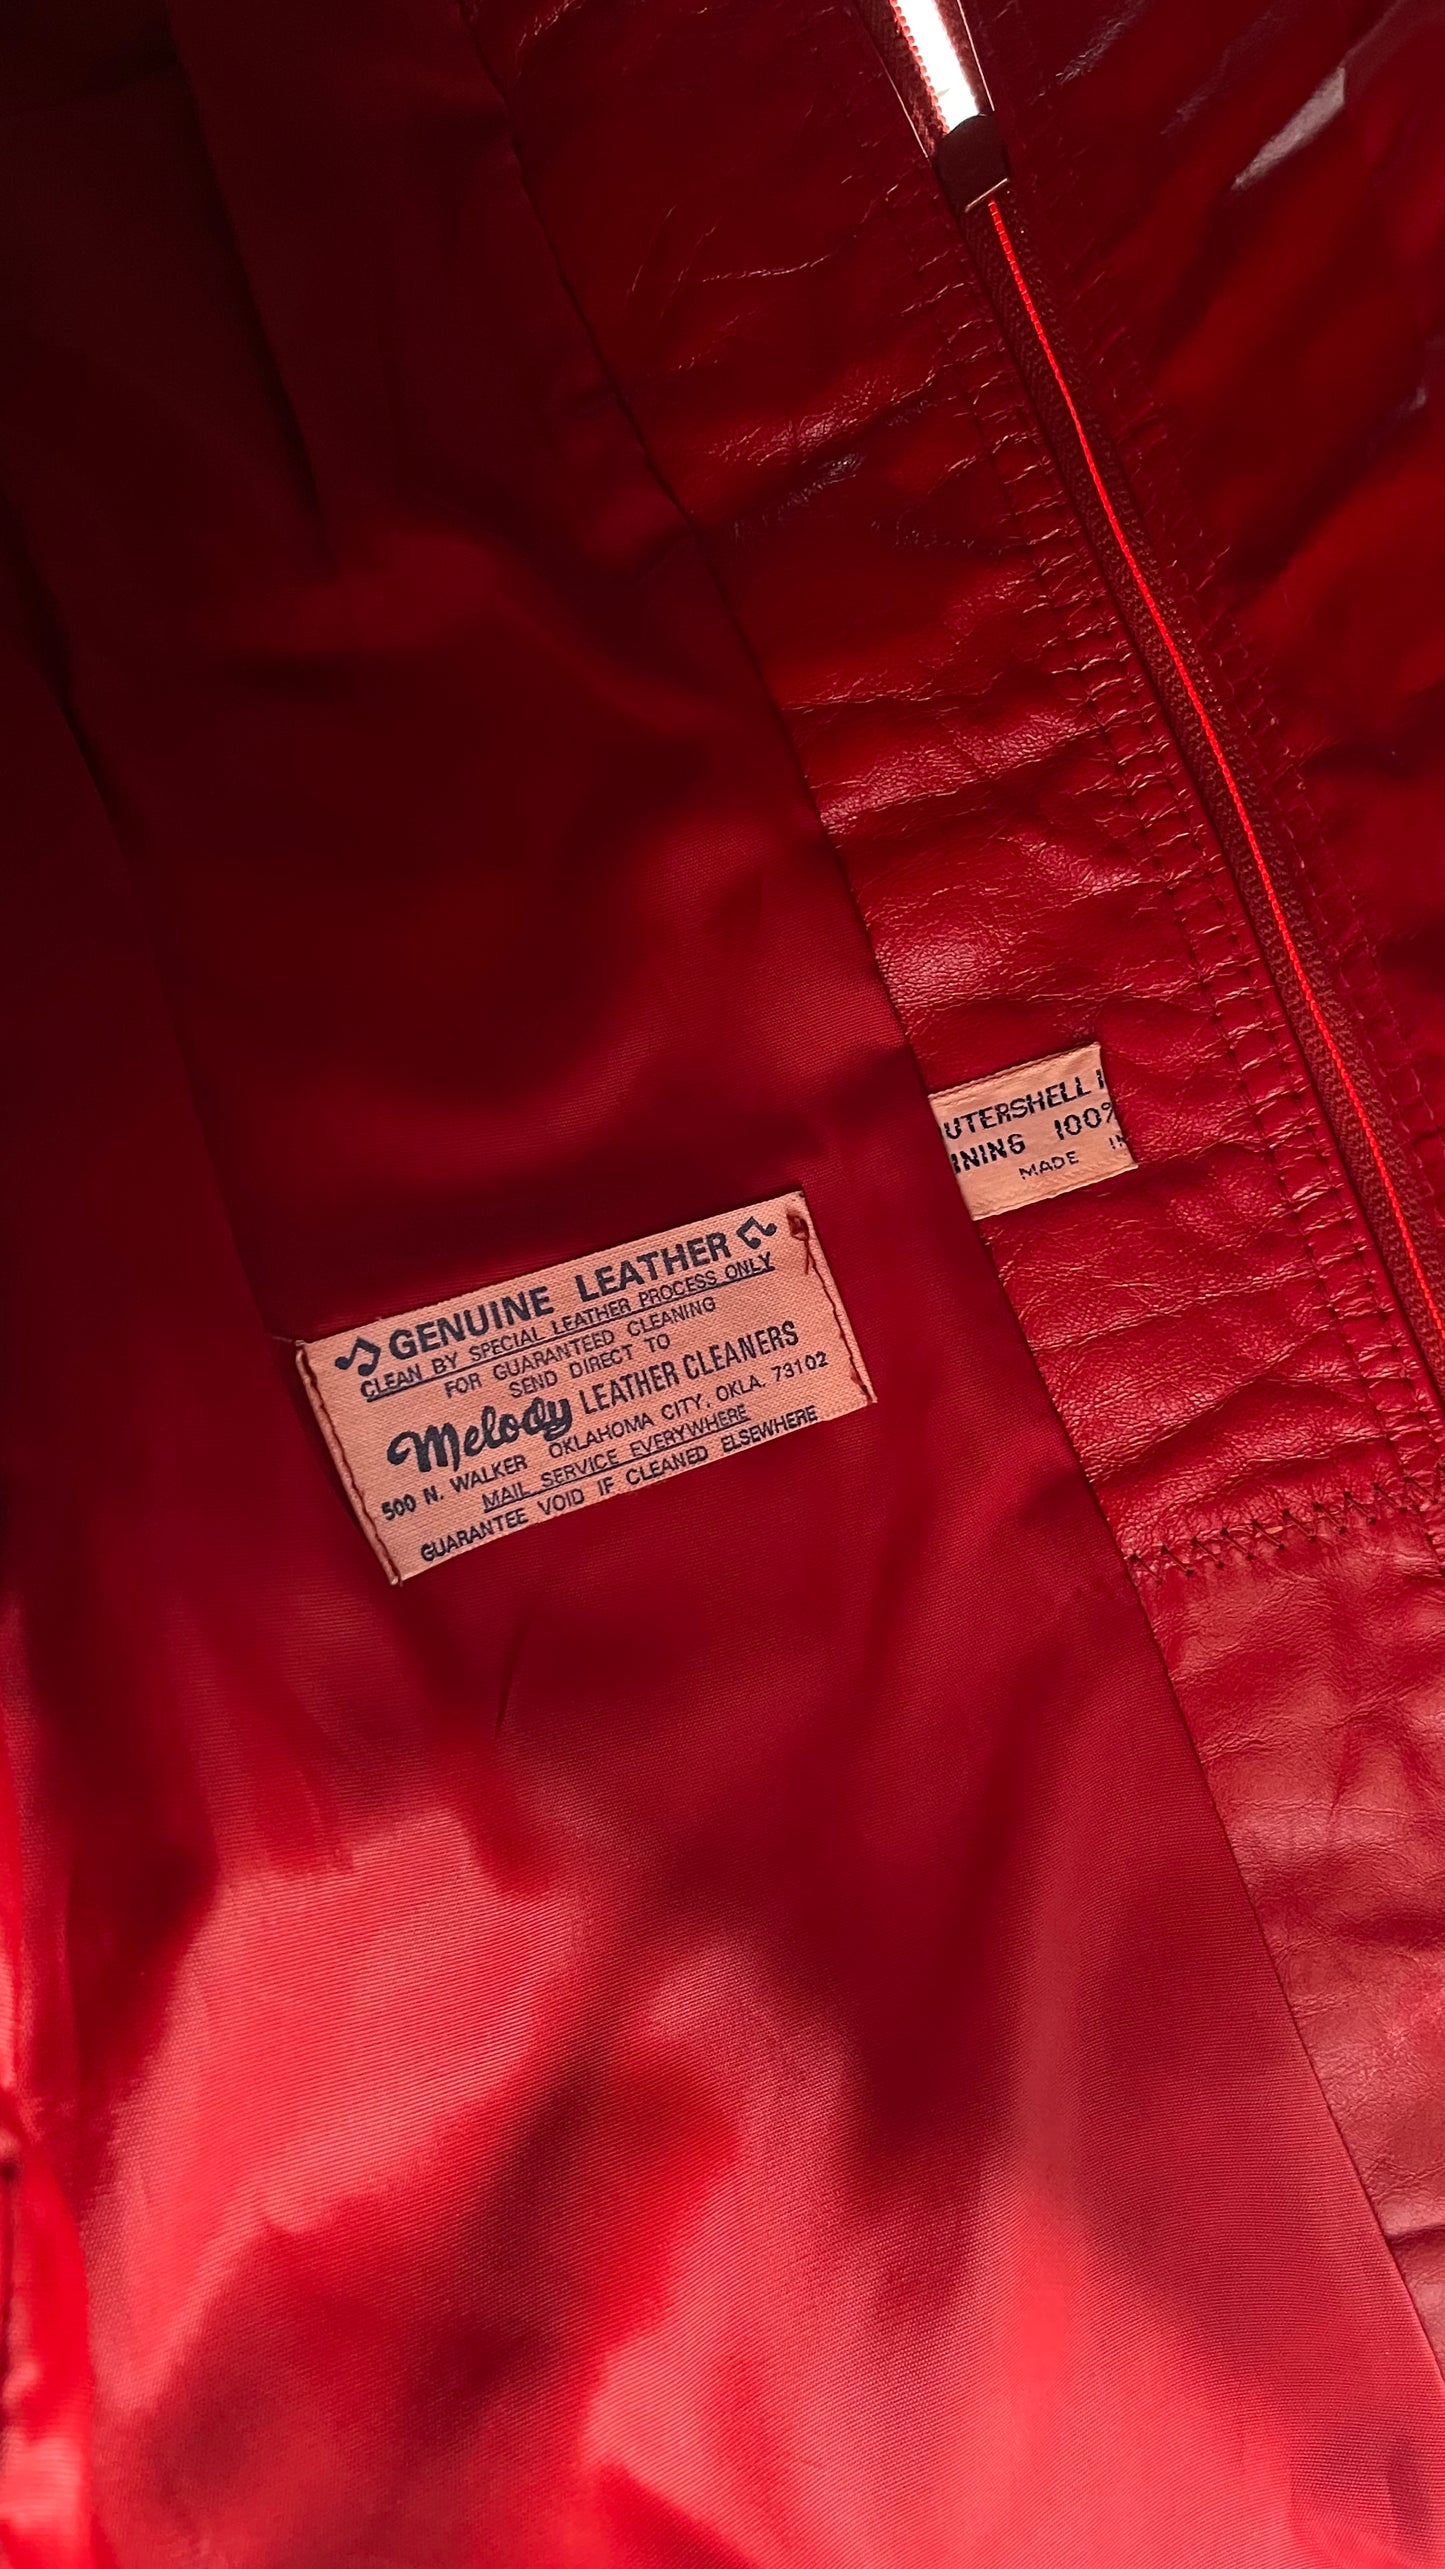 GENUINE LEATHER
CLEAN BY SPECIAL LEATHER PROCESS ONLY
FOR GUARANTEED CLEANING
SEND DIRECT TO
Melody LEATHER CLEANERS
500 N. WALKER OKLAHOMA CITY, OKLA. 73102
MAIL SERVICE EVERYWHERE
GUARANTEE VOID IF CLEANED ELSEWHERE
UTERSHELL
INING 100%
MADE IN